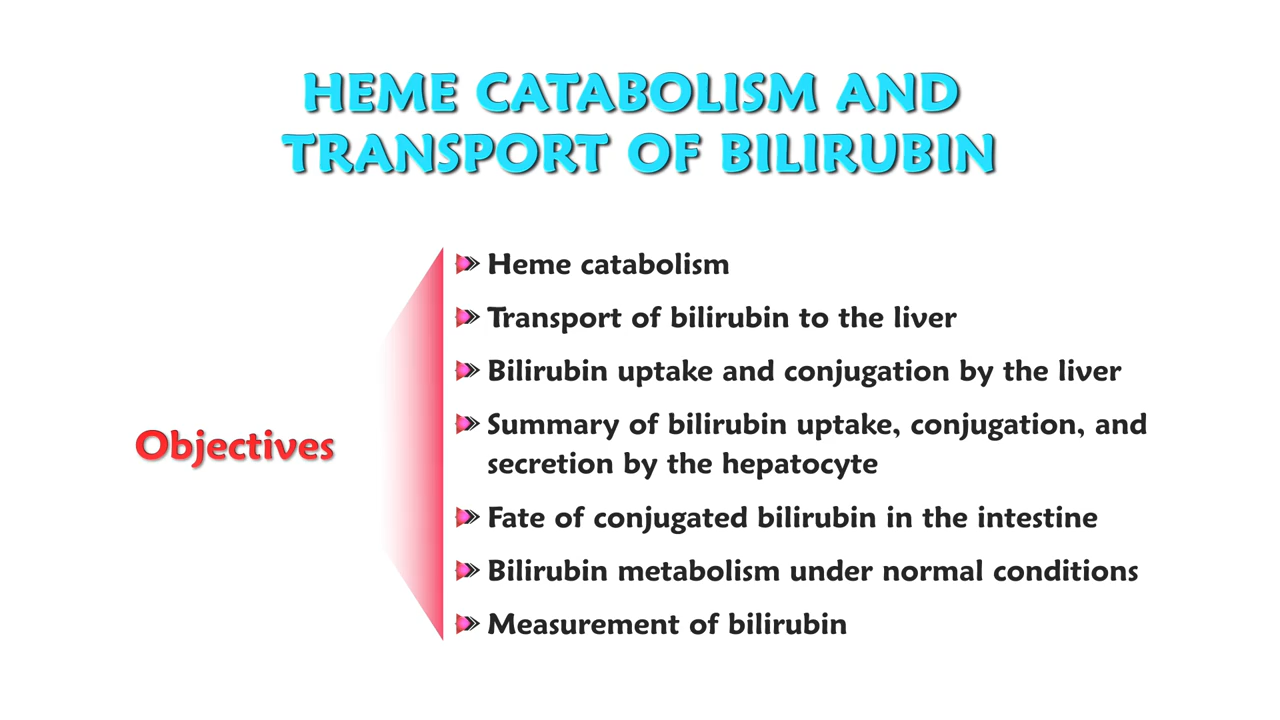 HEME CATABOLISM AND
TRANSPORT OF BILIRUBIN
Objectives
Heme catabolism
Transport of bilirubin to the liver
Bilirubin uptake and conjugation by the liver
Summary of bilirubin uptake, conjugation, and
secretion by the hepatocyte
Fate of conjugated bilirubin in the intestine
Bilirubin metabolism under normal conditions
Measurement of bilirubin